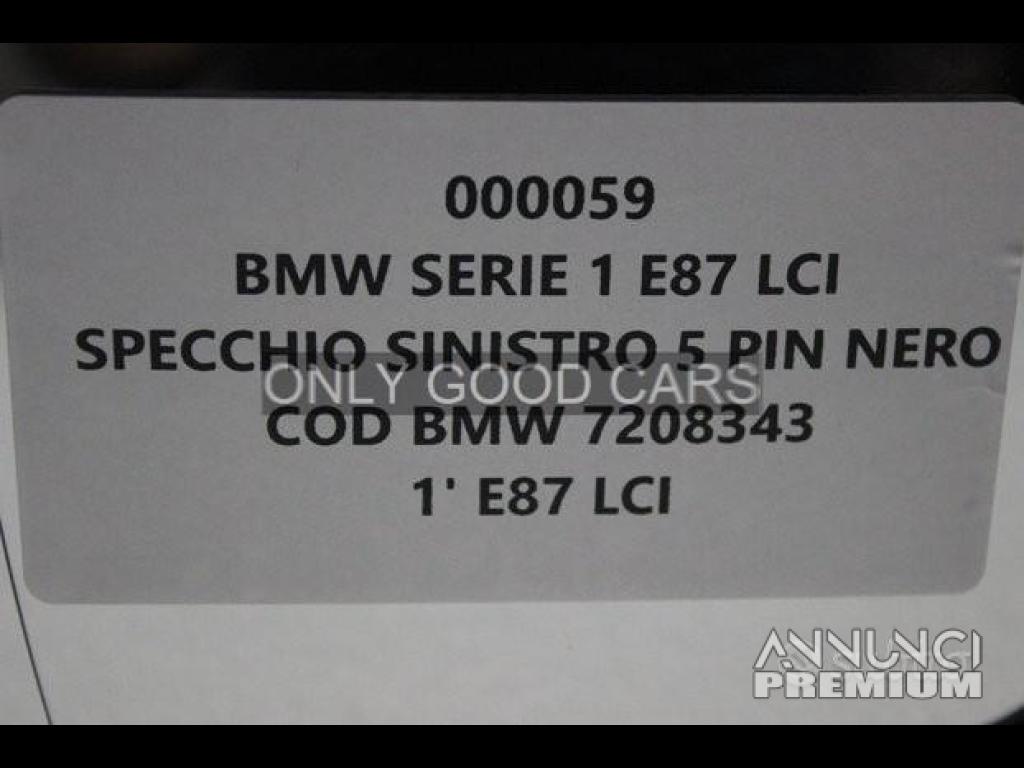 000059
BMW SERIE 1 E87 LCI
SPECCHIO SINISTRO 5 PIN NERO
ONLY GOOD CARS
COD BMW 7208343
1' E87 LCI
ANNUNCI
PREMIUM